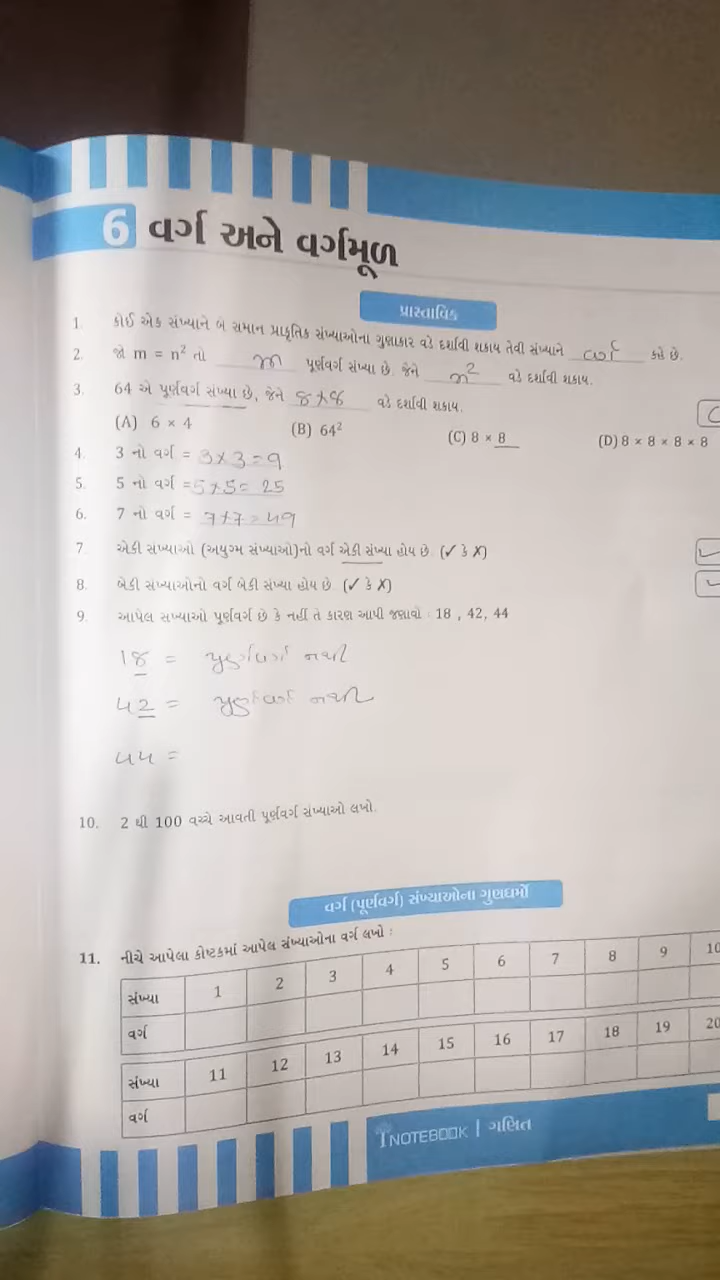 6 વર્ગ અને વર્ગમૂળ
પ્રાસ્તાવિક
1. કોઈ એક સંખ્યાને બે સમાન પ્રાકૃતિક સંખ્યાઓના ગુણાકાર વડે દર્શાવી શકાય તેવી સંખ્યાને વર્ગ કહે છે.
2. જો m = n² તો m પૂર્ણવર્ગ સંખ્યા છે. જેને n² વડે દર્શાવી શકાય.
3. 64 એ પૂર્ણવર્ગ સંખ્યા છે, જેને 8×8 વડે દર્શાવી શકાય. C
(A) 6 × 4 (B) 64² (C) 8 × 8 (D) 8 × 8 × 8 × 8
4. 3 નો વર્ગ = 3×3=9
5. 5 નો વર્ગ = 5×5= 25
6. 7 નો વર્ગ = 7×7= 49
7. એકી સંખ્યાઓ (અયુગ્મ સંખ્યાઓ)નો વર્ગ એકી સંખ્યા હોય છે. (✓ કે ✗) ✓
8. બેકી સંખ્યાઓનો વર્ગ બેકી સંખ્યા હોય છે. (✓ કે ✗) ✓
9. આપેલ સંખ્યાઓ પૂર્ણવર્ગ છે કે નહીં તે કારણ આપી જણાવો : 18 , 42, 44
18 = પૂર્ણવર્ગ નથી
૫2 = પૂર્ણવર્ગ નથી
૫૫ =
10. 2 થી 100 વચ્ચે આવતી પૂર્ણવર્ગ સંખ્યાઓ લખો.
વર્ગ (પૂર્ણવર્ગ) સંખ્યાઓના ગુણધર્મો
11. નીચે આપેલા કોષ્ટકમાં આપેલ સંખ્યાઓના વર્ગ લખો :
સંખ્યા 1 2 3 4 5 6 7 8 9 10
વર્ગ
સંખ્યા 11 12 13 14 15 16 17 18 19 20
વર્ગ
iNOTEBOOK | ગણિત